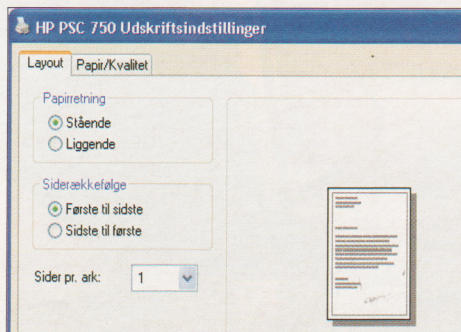 HP PSC 750 Udskriftsindstillinger
Layout Papir/Kvalitet
Papirretning
Stående
Liggende
Siderækkefølge
Første til sidste
Sidste til første
Sider pr. ark: 1